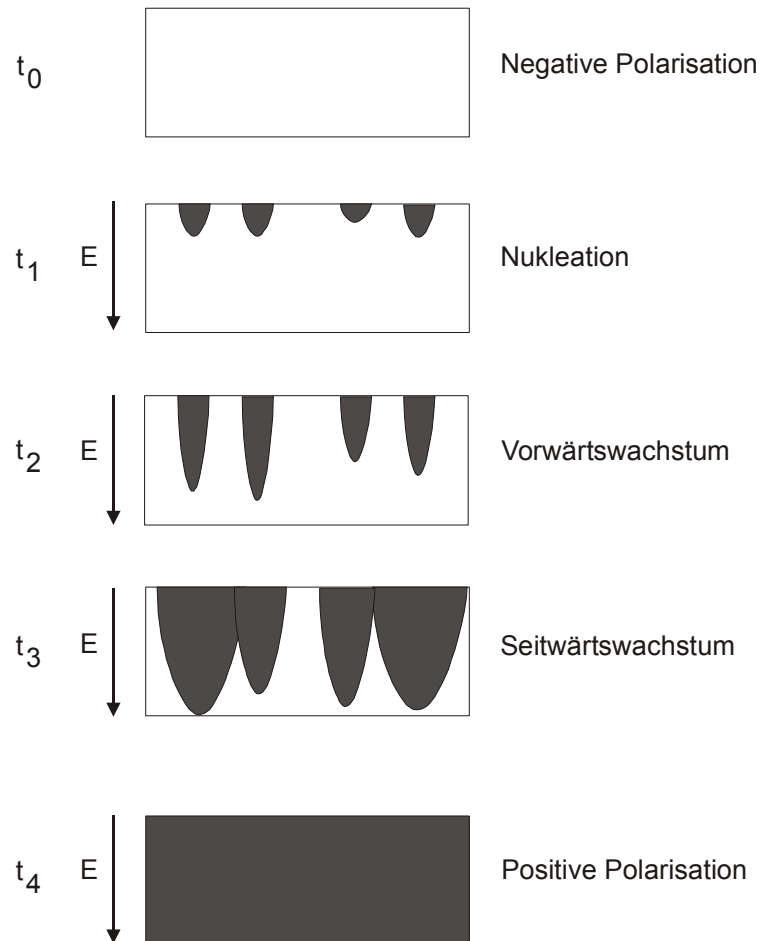 t0 Negative Polarisation
t1 E Nukleation
t2 E Vorwärtswachstum
t3 E Seitwärtswachstum
t4 E Positive Polarisation